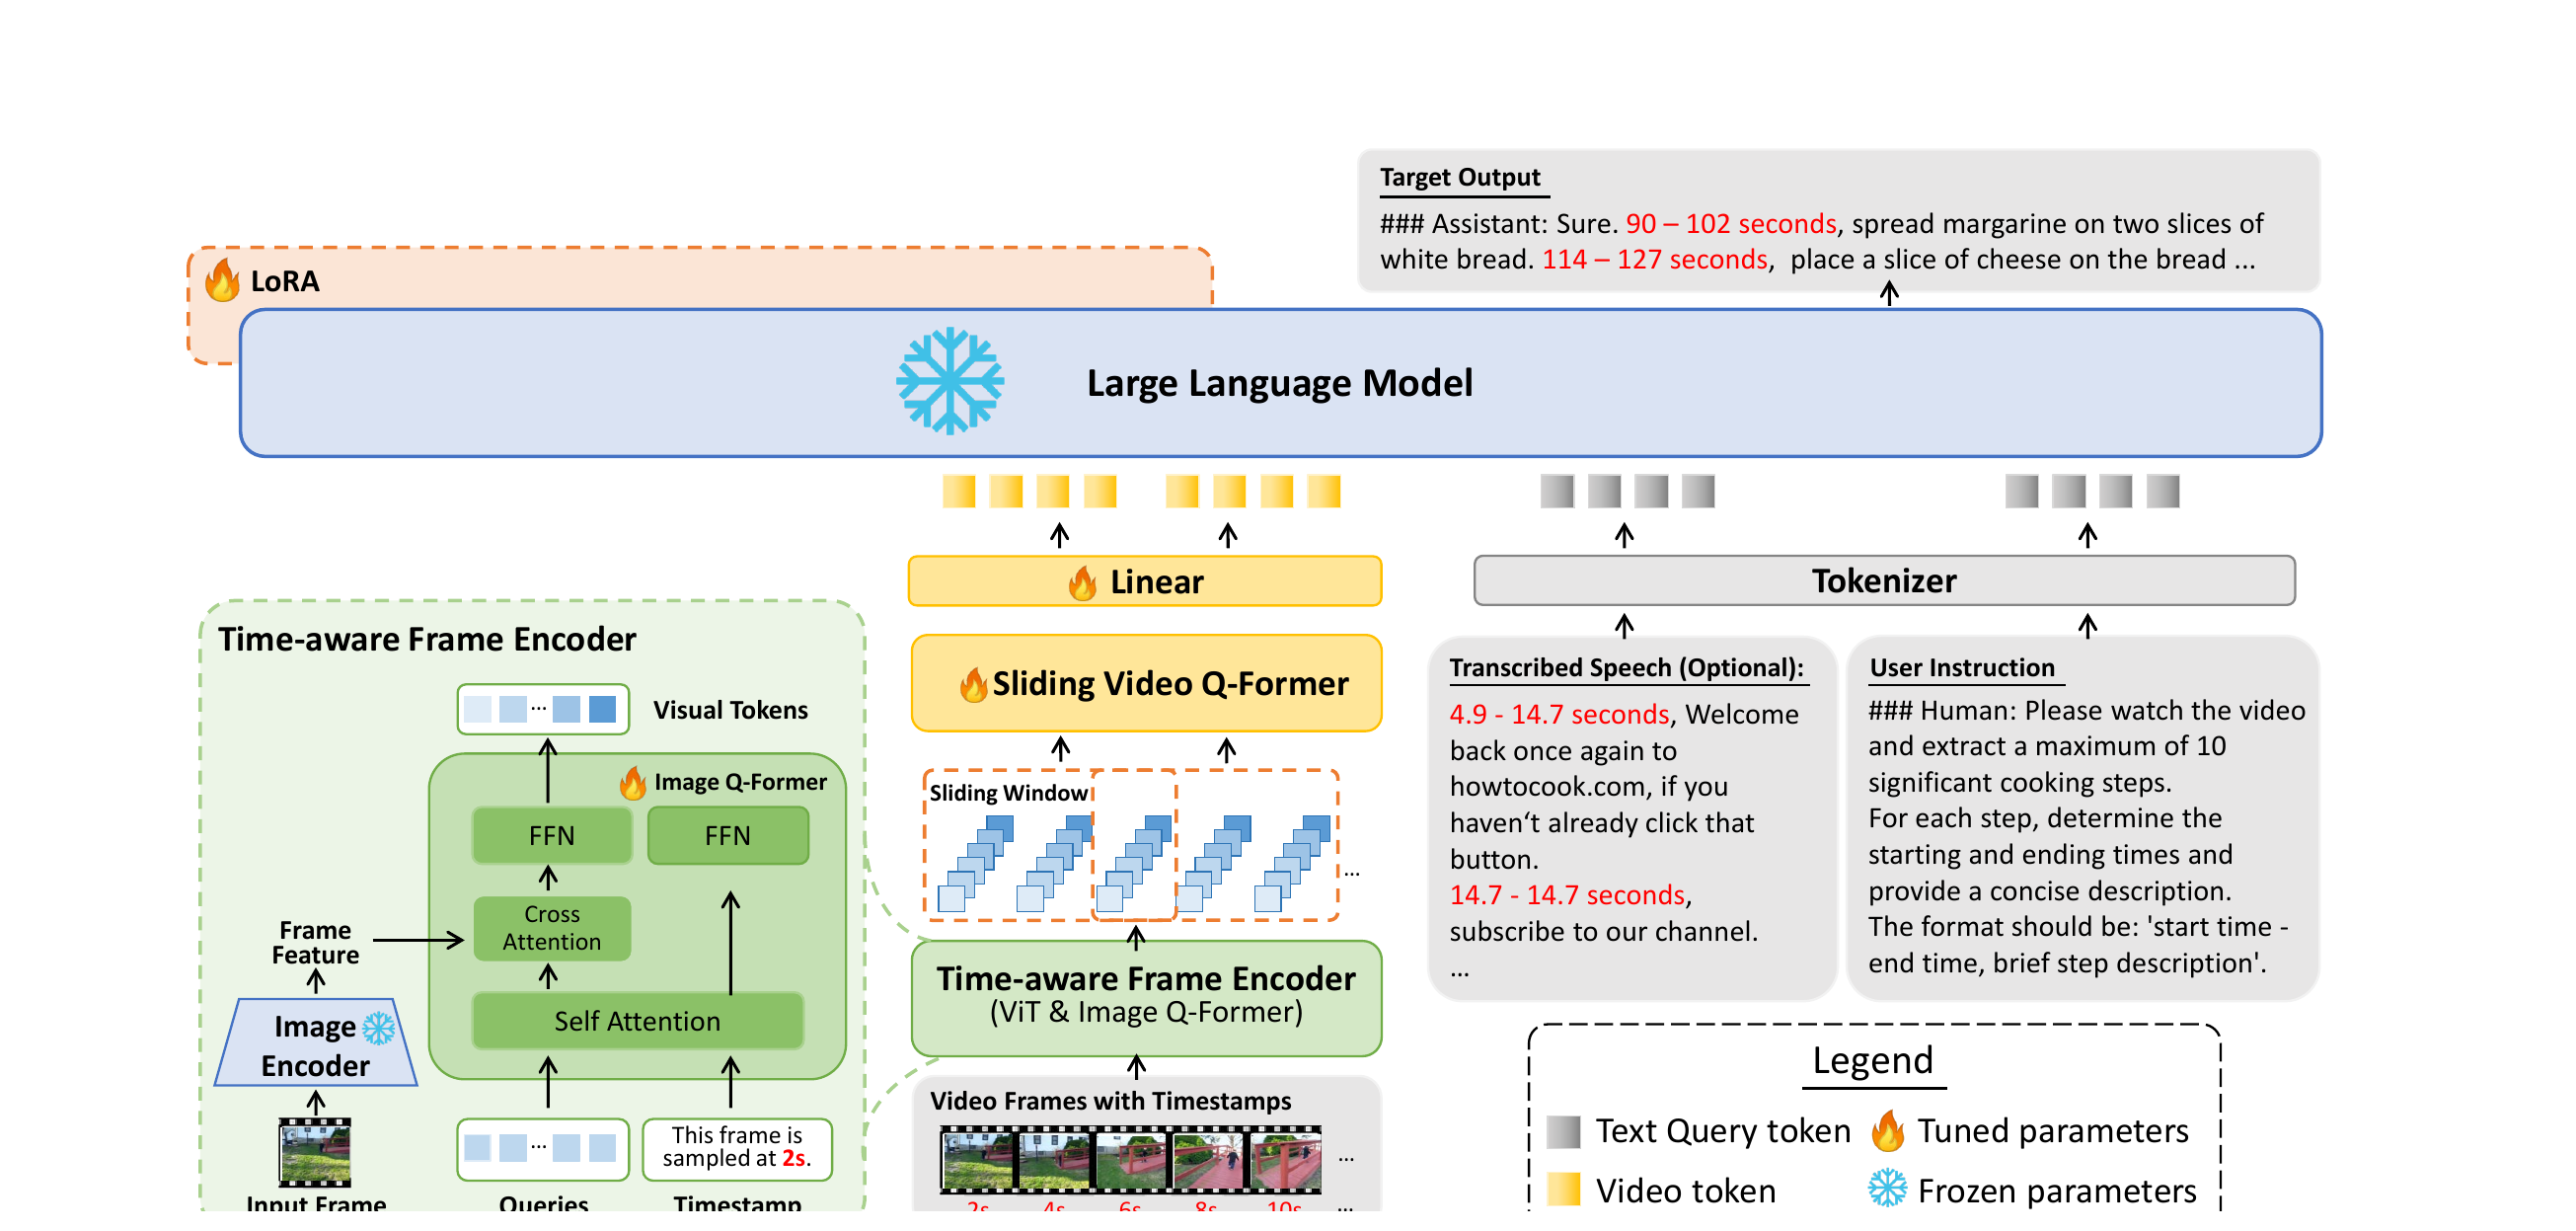 Target Output
### Assistant: Sure. 90 – 102 seconds, spread margarine on two slices of
white bread. 114 – 127 seconds,  place a slice of cheese on the bread ...
LoRA
Large Language Model
Linear
Tokenizer
Time-aware Frame Encoder
...
Visual Tokens
Image Q-Former
FFN
FFN
Cross
Attention
Frame
Feature
Self Attention
Image
Encoder
...
This frame is
sampled at 2s.
Input Frame
Queries
Timestamp
Sliding Video Q-Former
Sliding Window
...
Time-aware Frame Encoder
(ViT & Image Q-Former)
Video Frames with Timestamps
...
2s 4s 6s 8s 10s ...
Transcribed Speech (Optional):
4.9 - 14.7 seconds, Welcome
back once again to
howtocook.com, if you
haven‘t already click that
button.
14.7 - 14.7 seconds,
subscribe to our channel.
...
User Instruction
### Human: Please watch the video
and extract a maximum of 10
significant cooking steps.
For each step, determine the
starting and ending times and
provide a concise description.
The format should be: 'start time -
end time, brief step description'.
Legend
Text Query token
Tuned parameters
Video token
Frozen parameters